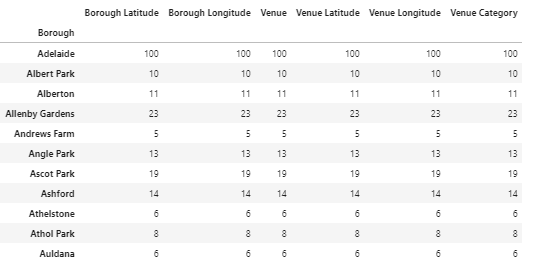 Borough Latitude Borough Longitude Venue Venue Latitude Venue Longitude Venue Category
Borough
Adelaide 100 100 100 100 100 100
Albert Park 10 10 10 10 10 10
Alberton 11 11 11 11 11 11
Allenby Gardens 23 23 23 23 23 23
Andrews Farm 5 5 5 5 5 5
Angle Park 13 13 13 13 13 13
Ascot Park 19 19 19 19 19 19
Ashford 14 14 14 14 14 14
Athelstone 6 6 6 6 6 6
Athol Park 8 8 8 8 8 8
Auldana 6 6 6 6 6 6